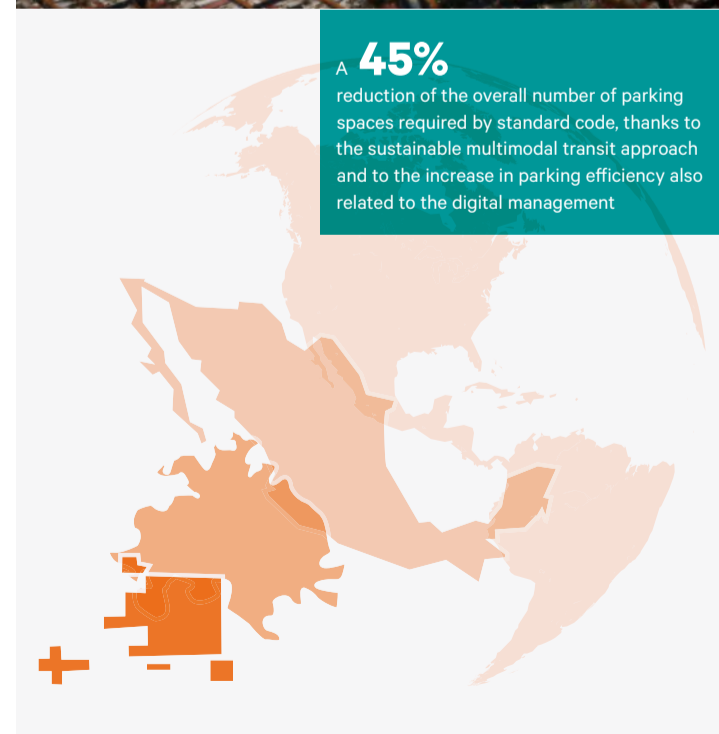 A 45%
reduction of the overall number of parking
spaces required by standard code, thanks to
the sustainable multimodal transit approach
and to the increase in parking efficiency also
related to the digital management